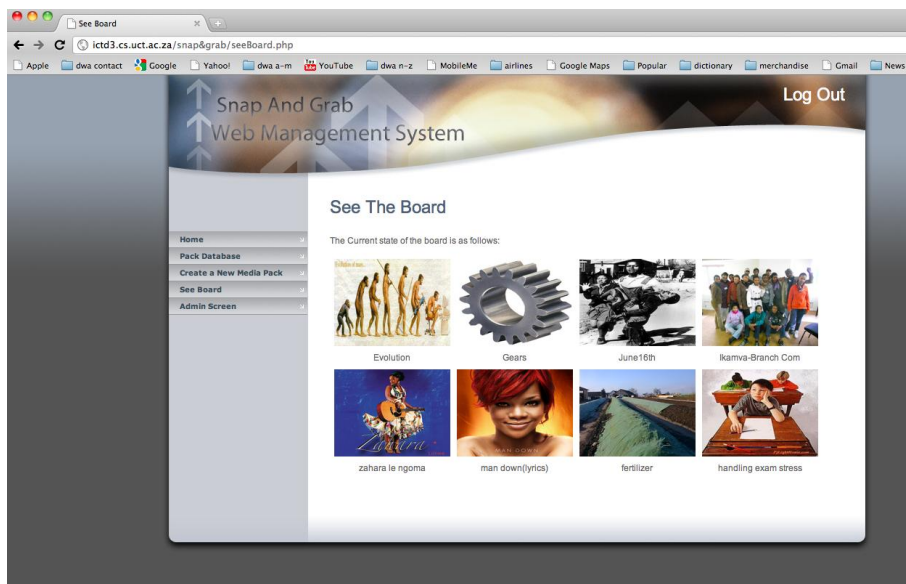 See Board
ictd3.cs.uct.ac.za/snap&grab/seeBoard.php
Apple dwa contact Google Yahoo! dwa a-m YouTube dwa n-z MobileMe airlines Google Maps Popular dictionary merchandise Gmail News
Snap And Grab
Web Management System
Log Out
See The Board
The Current state of the board is as follows:
Home
Pack Database
Create a New Media Pack
See Board
Admin Screen
Evolution
Gears
June16th
Ikamva-Branch Com
Zahara
MAN DOWN
zahara le ngoma
man down(lyrics)
fertilizer
handling exam stress